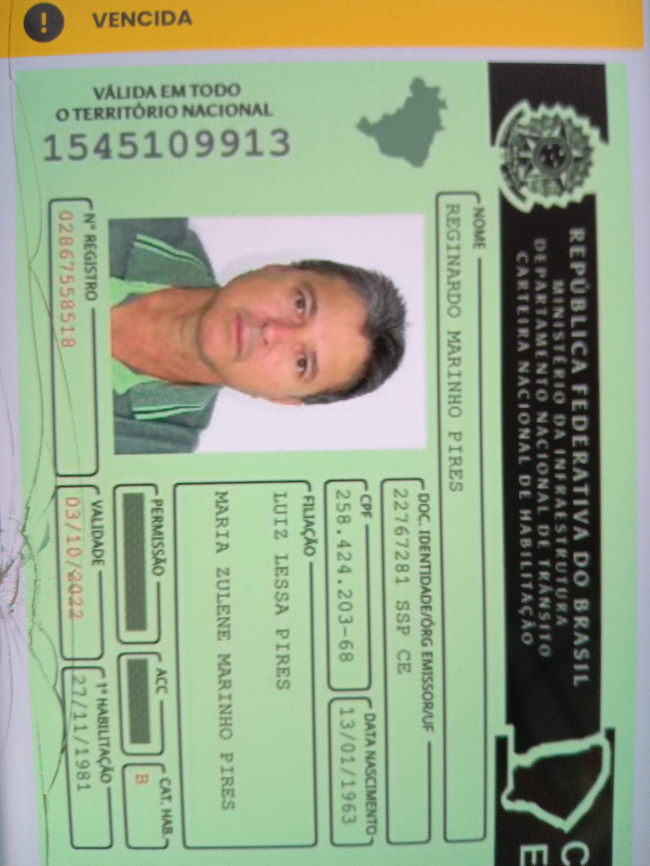 VENCIDA
REPÚBLICA FEDERATIVA DO BRASIL
MINISTÉRIO DA INFRAESTRUTURA
DEPARTAMENTO NACIONAL DE TRÂNSITO
CARTEIRA NACIONAL DE HABILITAÇÃO
CE
VÁLIDA EM TODO
O TERRITÓRIO NACIONAL
1545109913
NOME
REGINARDO MARINHO PIRES
DOC. IDENTIDADE/ÓRG EMISSOR/UF
22767281 SSP CE
CPF
258.424.203-68
DATA NASCIMENTO
13/01/1963
FILIAÇÃO
LUIZ LESSA PIRES
MARIA ZULENE MARINHO PIRES
PERMISSÃO
ACC
CAT. HAB.
B
Nº REGISTRO
02867558518
VALIDADE
03/10/2022
1ª HABILITAÇÃO
27/11/1981